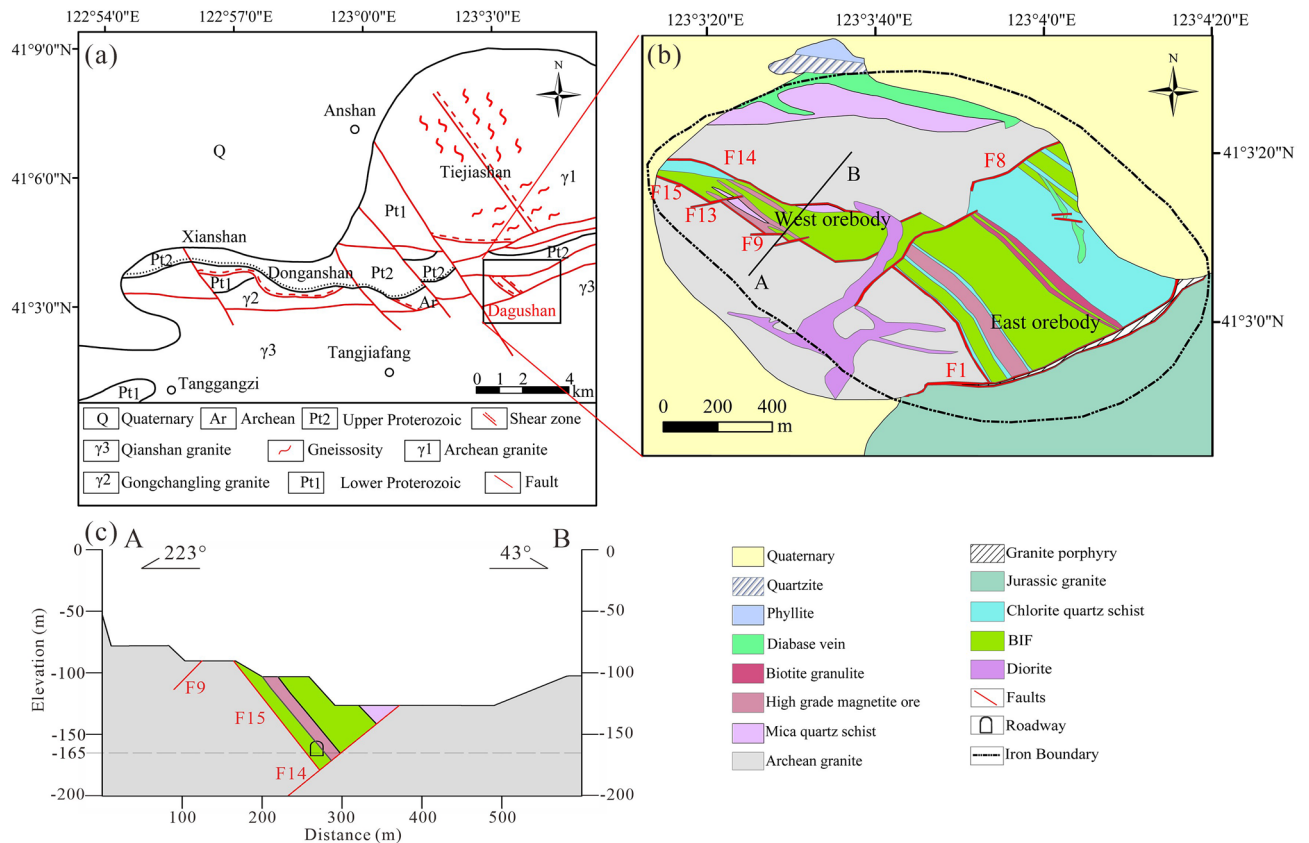 122°54'0"E 122°57'0"E 123°0'0"E 123°3'0"E
41°9'0"N
41°6'0"N
41°3'0"N
(a)
N
Anshan
Q
Tiejiashan
γ1
Pt1
Xianshan
Pt2
Pt1
Donganshan
Pt2
Pt2
Pt2
γ2
Ar
Dagushan
γ3
γ3
Tangjiafang
Pt1
Tanggangzi
0 2 4
km
Q Quaternary Ar Archean Pt2 Upper Proterozoic Shear zone
γ3 Qianshan granite Gneissosity γ1 Archean granite
γ2 Gongchangling granite Pt1 Lower Proterozoic Fault
123°3'20"E 123°3'40"E 123°4'0"E 123°4'20"E
41°3'20"N
41°3'0"N
(b)
N
F14
F15
F13
F9
F8
F1
B
A
West orebody
East orebody
0 200 400
m
(c)
A
B
223°
43°
0
-50
-100
-150
-165
-200
0
-50
-100
-150
-200
Elevation (m)
F9
F15
F14
100 200 300 400 500
Distance (m)
Quaternary
Quartzite
Phyllite
Diabase vein
Biotite granulite
High grade magnetite ore
Mica quartz schist
Archean granite
Granite porphyry
Jurassic granite
Chlorite quartz schist
BIF
Diorite
Faults
Roadway
Iron Boundary